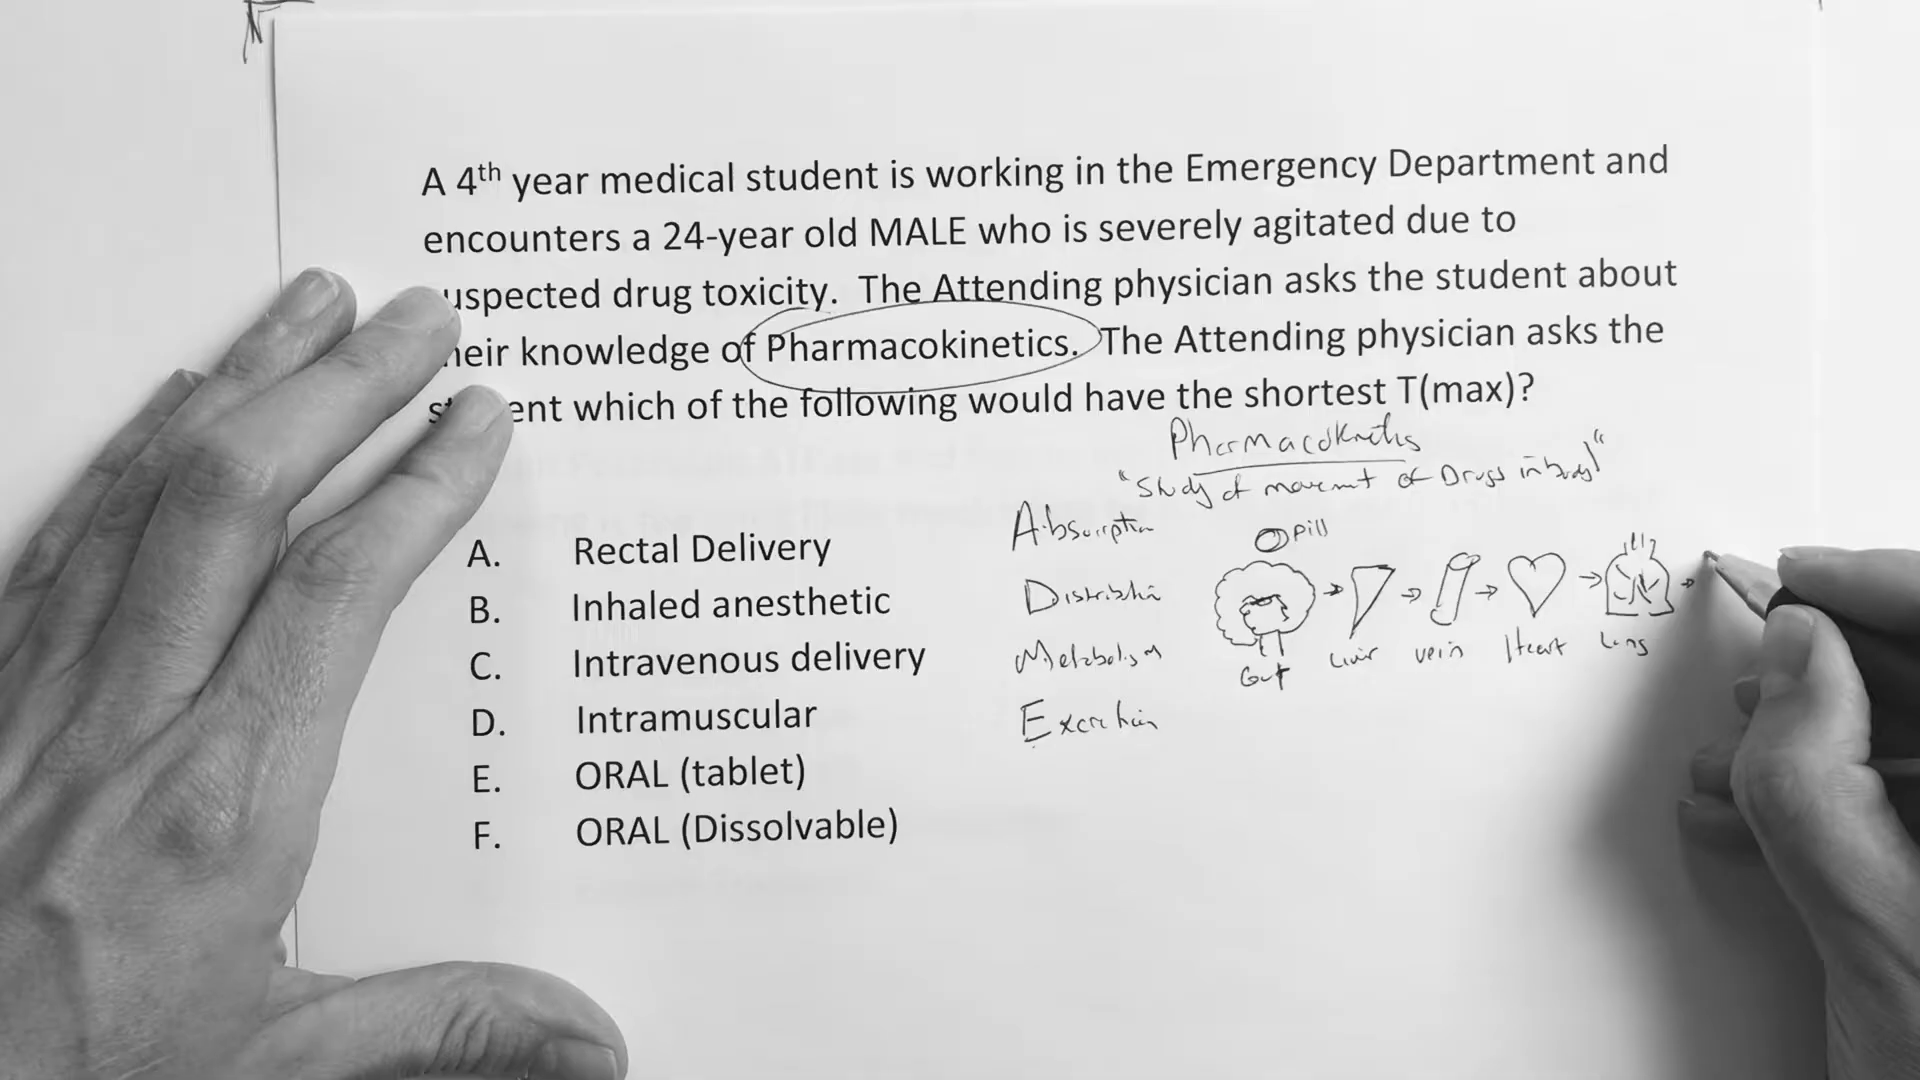 A 4th year medical student is working in the Emergency Department and
encounters a 24-year old MALE who is severely agitated due to
uspected drug toxicity. The Attending physician asks the student about
heir knowledge of Pharmacokinetics. The Attending physician asks the
ent which of the following would have the shortest T(max)?
"Study of movement of Drugs in body"
A. Rectal Delivery
B. Inhaled anesthetic
C. Intravenous delivery
D. Intramuscular
E. ORAL (tablet)
F. ORAL (Dissolvable)
Absorption
Metabolism
Excretion
Pill
Gut
vein
Heart